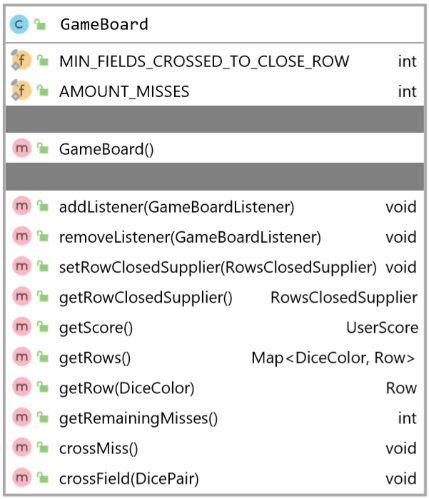 C GameBoard
f MIN_FIELDS_CROSSED_TO_CLOSE_ROW int
f AMOUNT_MISSES int
m GameBoard()
m addListener(GameBoardListener) void
m removeListener(GameBoardListener) void
m setRowClosedSupplier(RowsClosedSupplier) void
m getRowClosedSupplier() RowsClosedSupplier
m getScore() UserScore
m getRows() Map<DiceColor, Row>
m getRow(DiceColor) Row
m getRemainingMisses() int
m crossMiss() void
m crossField(DicePair) void